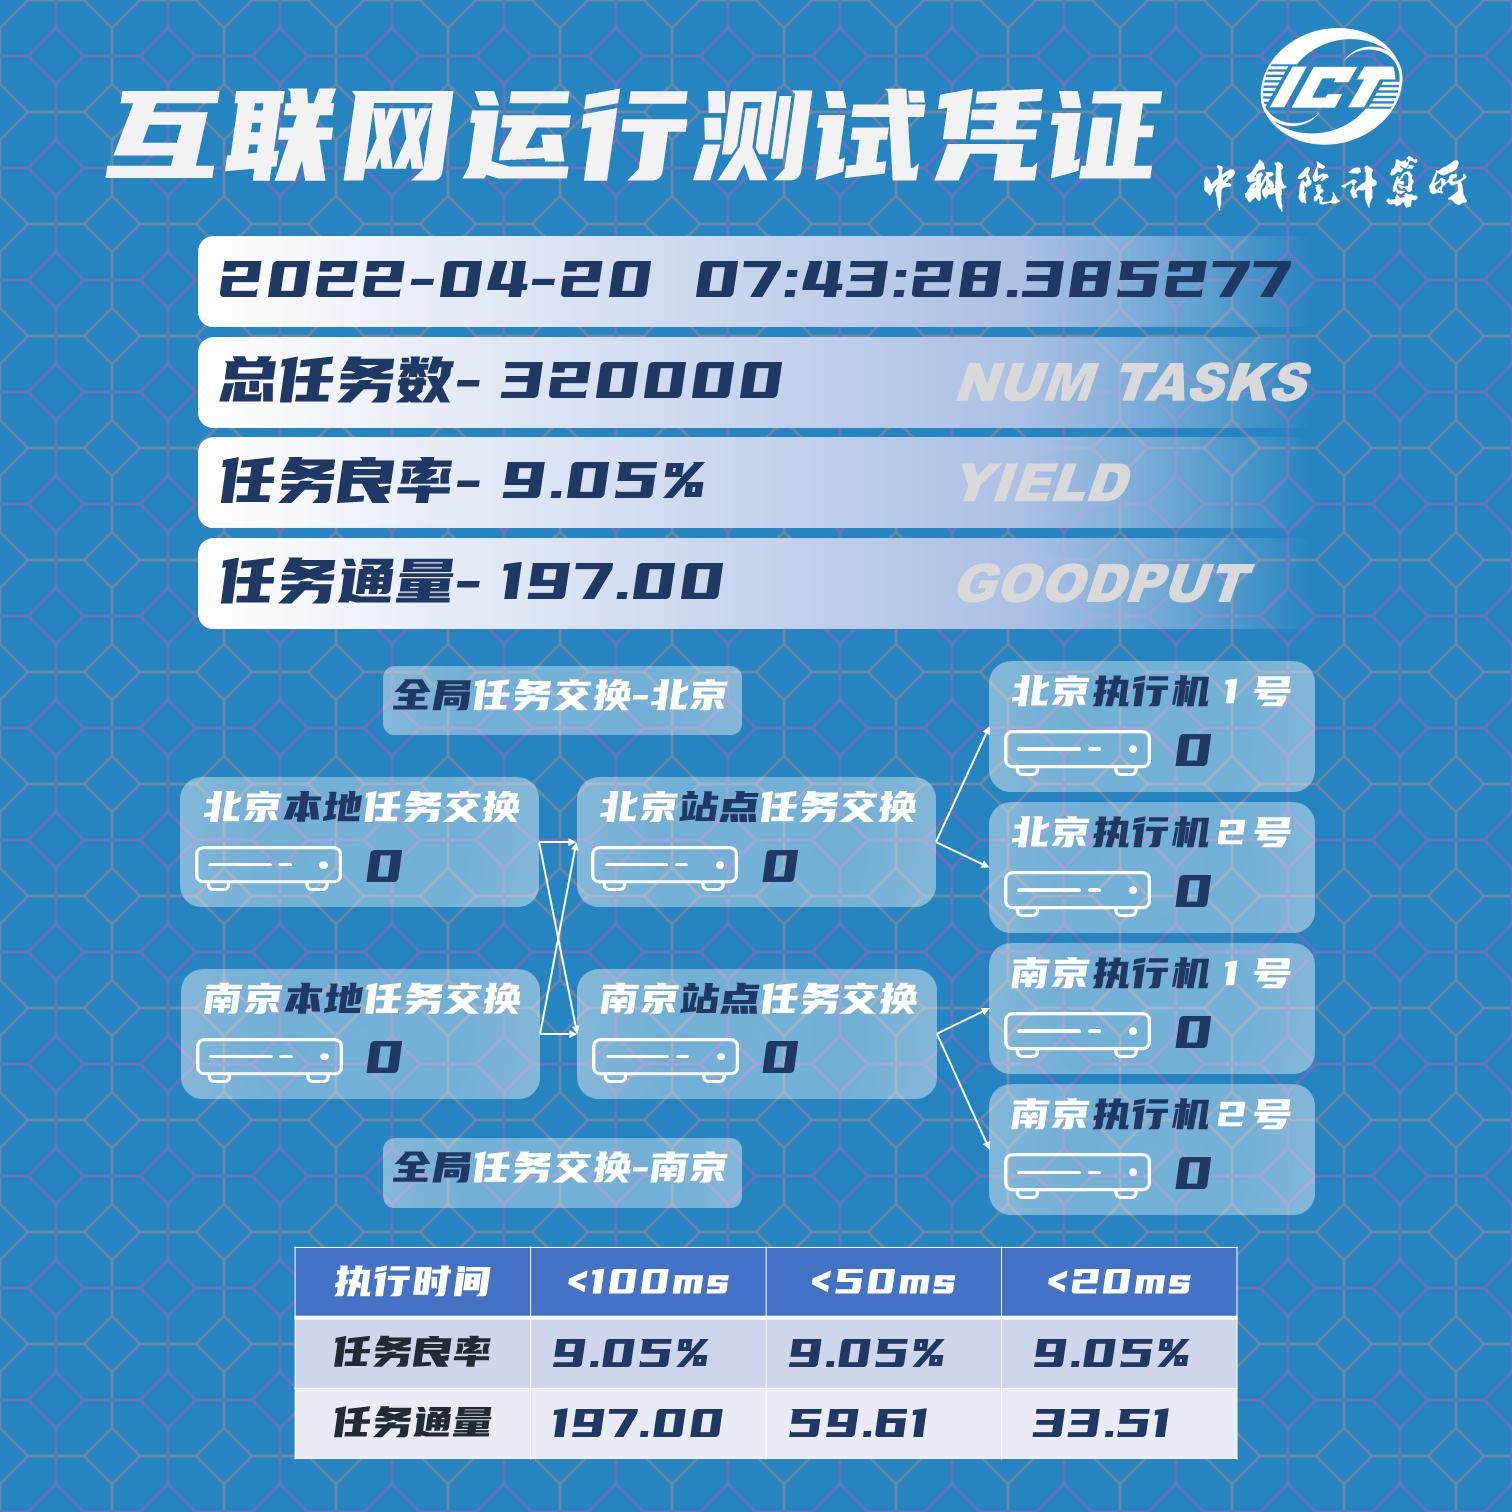 互联网运行测试凭证
ICT
中科院计算所
2022-04-20 07:43:28.385277
总任务数- 320000 NUM TASKS
任务良率- 9.05% YIELD
任务通量- 197.00 GOODPUT
全局任务交换-北京
北京本地任务交换
0
北京站点任务交换
0
北京执行机1号
0
北京执行机2号
0
南京本地任务交换
0
南京站点任务交换
0
南京执行机1号
0
南京执行机2号
0
全局任务交换-南京
执行时间 <100ms <50ms <20ms
任务良率 9.05% 9.05% 9.05%
任务通量 197.00 59.61 33.51